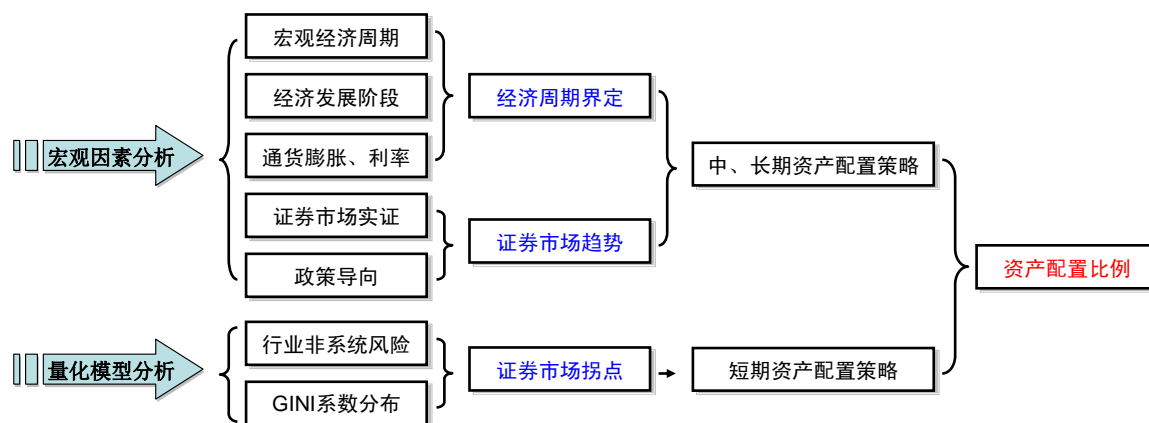 宏观因素分析
宏观经济周期
经济发展阶段
通货膨胀、利率
证券市场实证
政策导向
经济周期界定
证券市场趋势
中、长期资产配置策略
量化模型分析
行业非系统风险
GINI系数分布
证券市场拐点
短期资产配置策略
资产配置比例